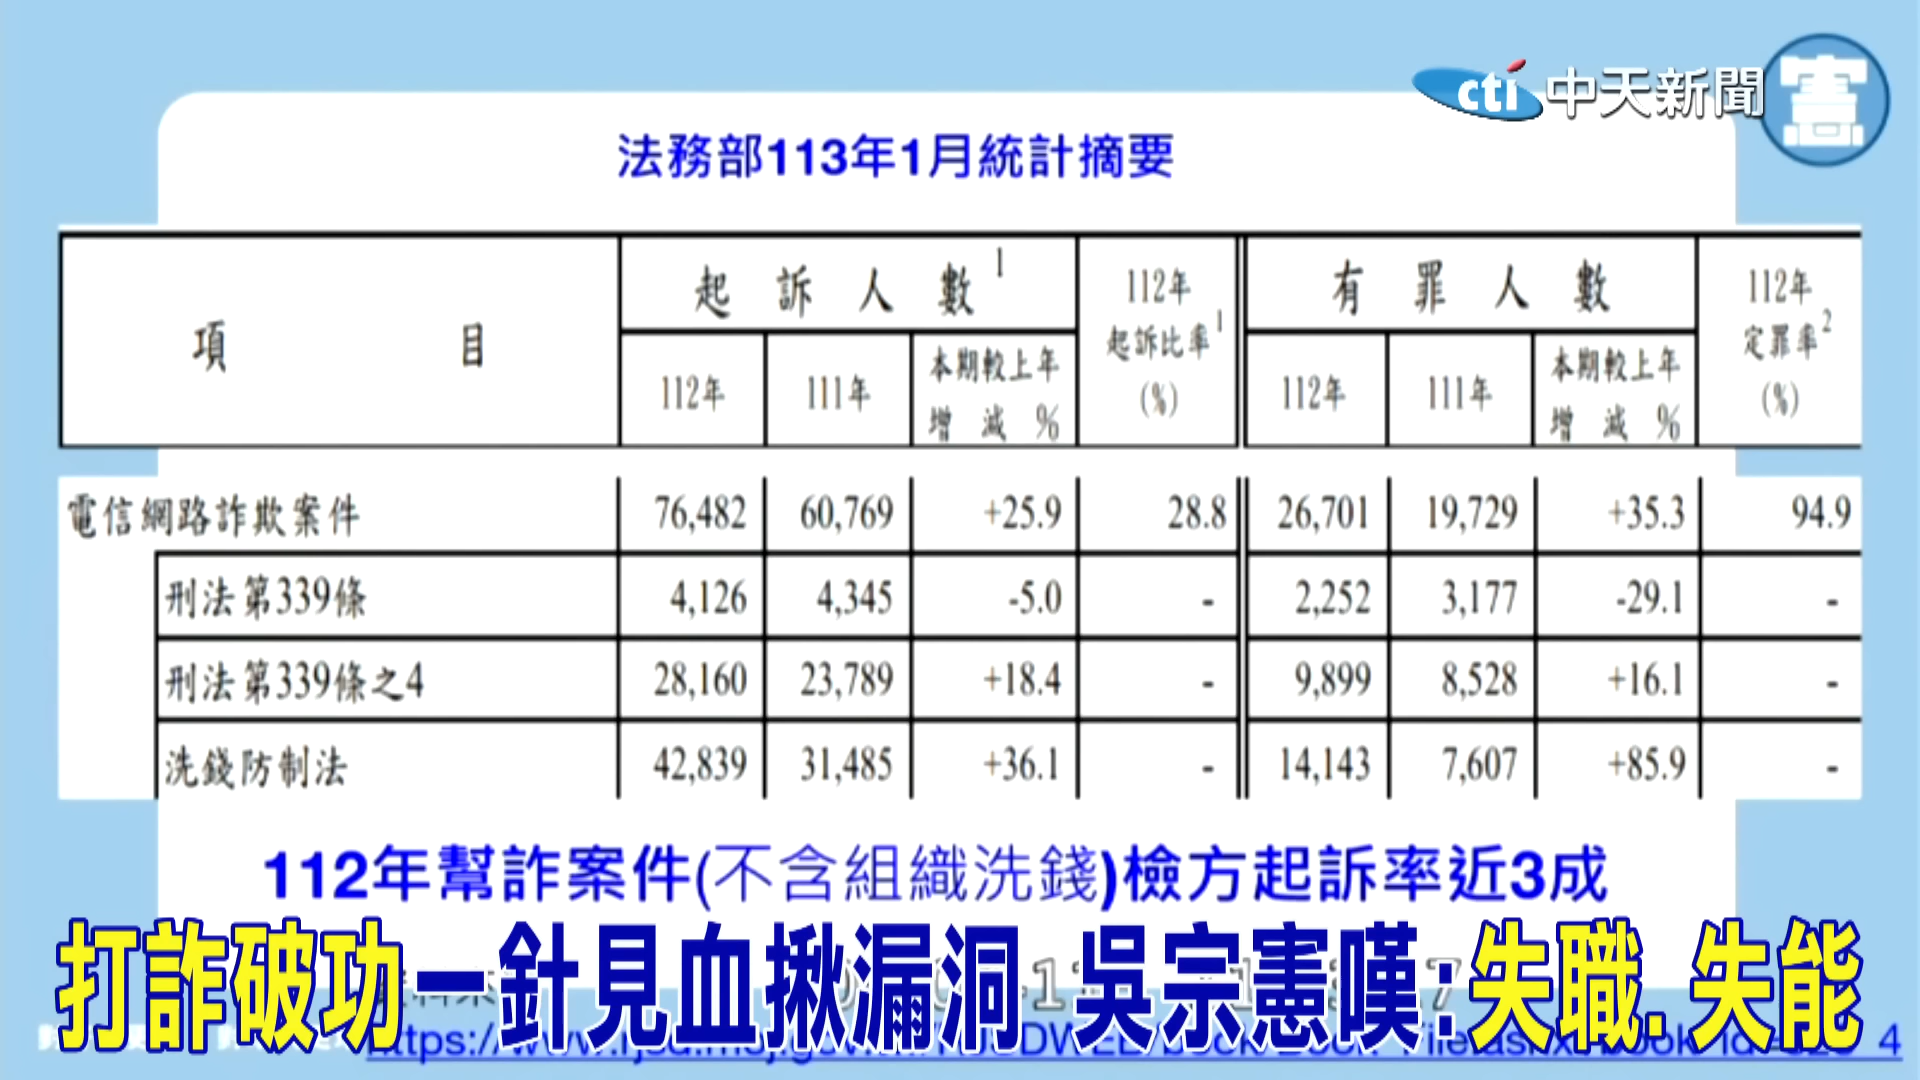 cti 中天新聞
憲
法務部113年1月統計摘要
項 目 起訴人數1 112年起訴比率1(%) 有罪人數 112年定罪率2(%)
112年 111年 本期較上年增減% 112年 111年 本期較上年增減%
電信網路詐欺案件 76,482 60,769 +25.9 28.8 26,701 19,729 +35.3 94.9
刑法第339條 4,126 4,345 -5.0 - 2,252 3,177 -29.1 -
刑法第339條之4 28,160 23,789 +18.4 - 9,899 8,528 +16.1 -
洗錢防制法 42,839 31,485 +36.1 - 14,143 7,607 +85.9 -
112年幫詐案件(不含組織洗錢)檢方起訴率近3成
打詐破功一針見血揪漏洞 吳宗憲嘆:失職.失能